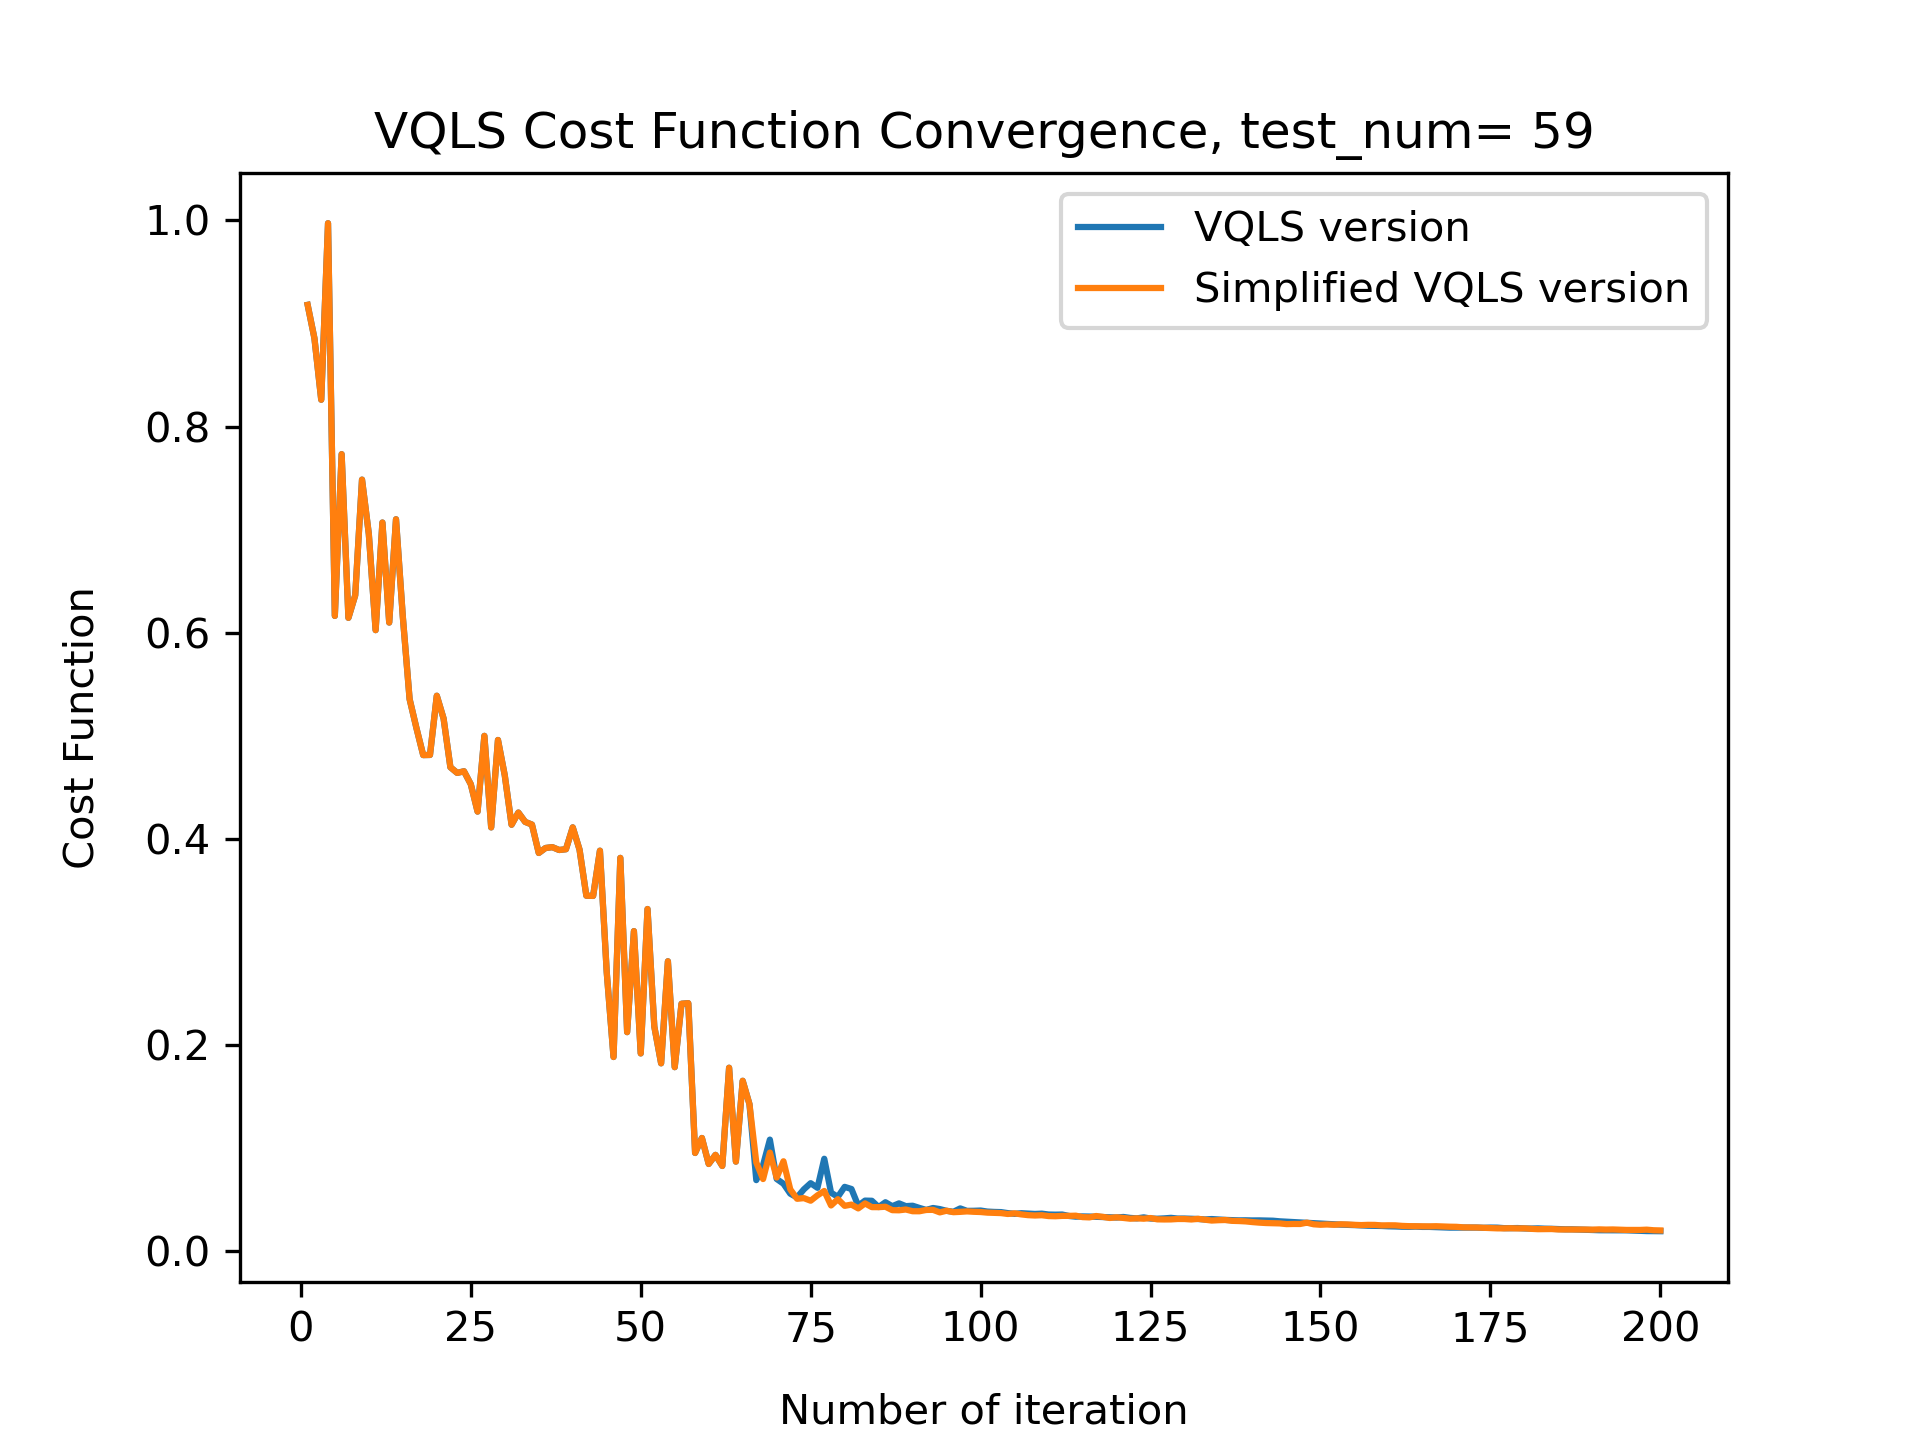 VQLS Cost Function Convergence, test_num= 59
VQLS version
Simplified VQLS version
1.0
0.8
0.6
0.4
0.2
0.0
Cost Function
0 25 50 75 100 125 150 175 200
Number of iteration